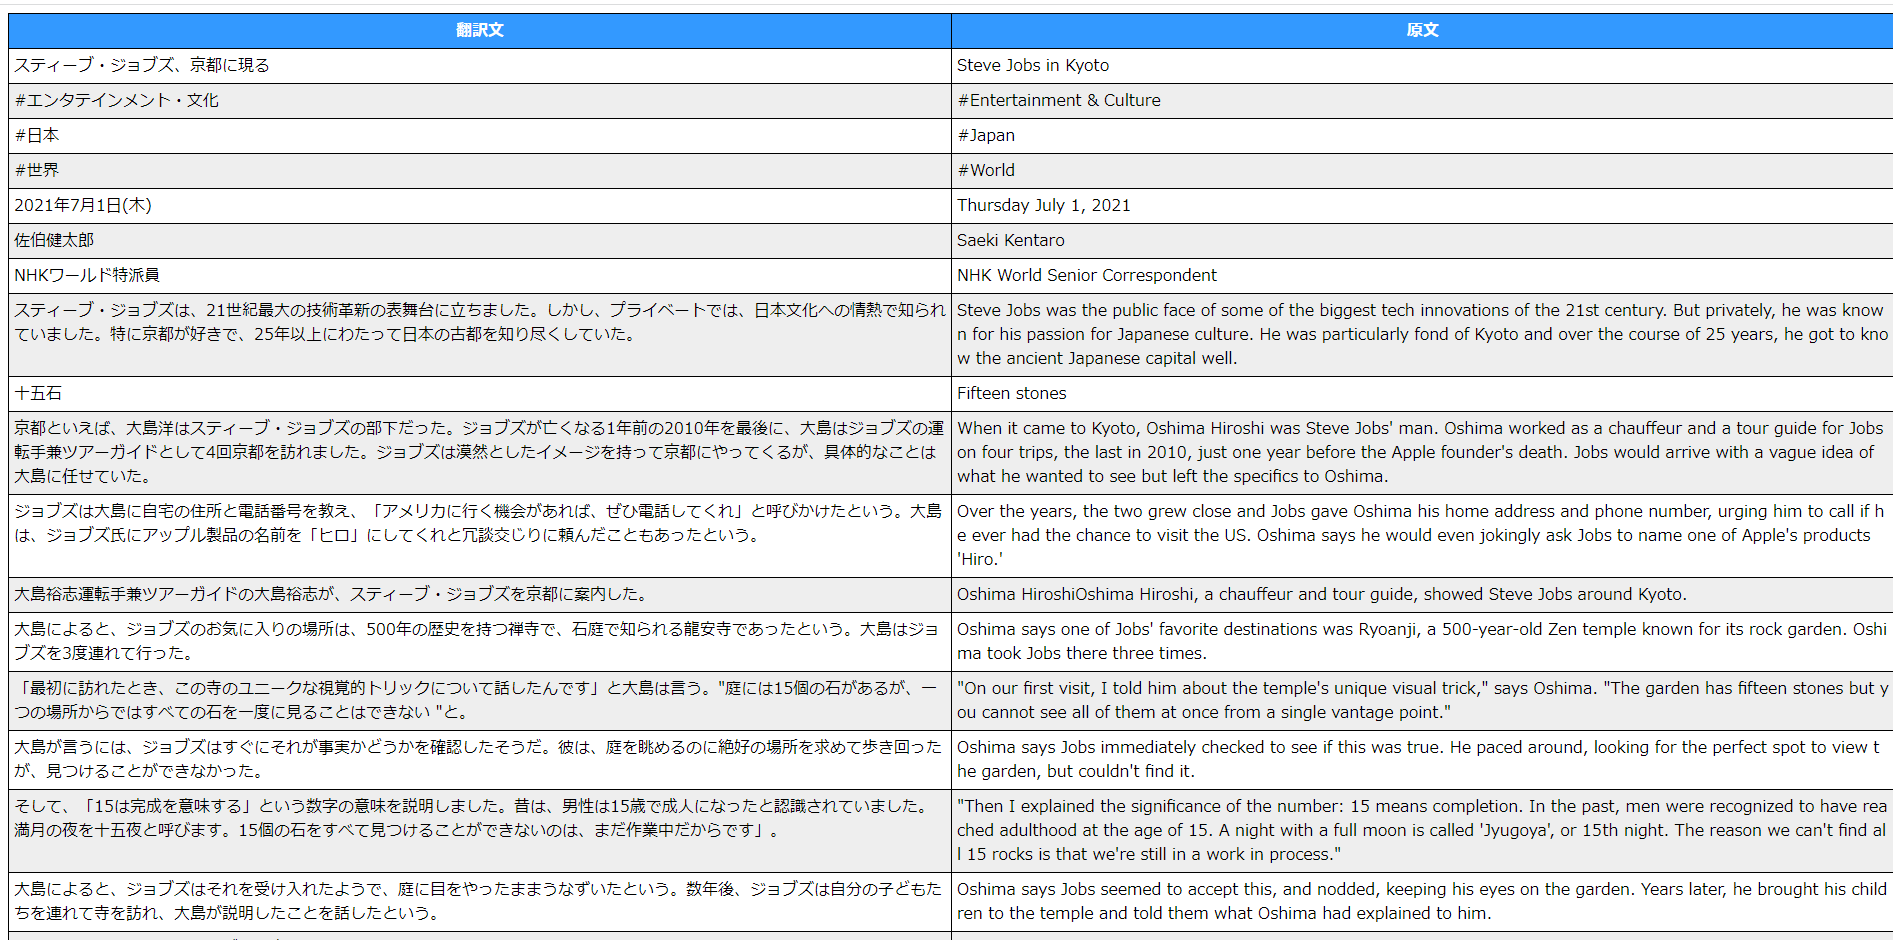 翻訳文
原文
スティーブ・ジョブズ、京都に現る
Steve Jobs in Kyoto
#エンタテインメント・文化
#Entertainment & Culture
#日本
#Japan
#世界
#World
2021年7月1日(木)
Thursday July 1, 2021
佐伯健太郎
Saeki Kentaro
NHKワールド特派員
NHK World Senior Correspondent
スティーブ・ジョブズは、21世紀最大の技術革新の表舞台に立ちました。しかし、プライベートでは、日本文化への情熱で知られ
ていました。特に京都が好きで、25年以上にわたって日本の古都を知り尽くしていた。
Steve Jobs was the public face of some of the biggest tech innovations of the 21st century. But privately, he was know
n for his passion for Japanese culture. He was particularly fond of Kyoto and over the course of 25 years, he got to kno
w the ancient Japanese capital well.
十五石
Fifteen stones
京都といえば、大島洋はスティーブ・ジョブズの部下だった。ジョブズが亡くなる1年前の2010年を最後に、大島はジョブズの運
転手兼ツアーガイドとして4回京都を訪れました。ジョブズは漠然としたイメージを持って京都にやってくるが、具体的なことは
大島に任せていた。
When it came to Kyoto, Oshima Hiroshi was Steve Jobs' man. Oshima worked as a chauffeur and a tour guide for Jobs
on four trips, the last in 2010, just one year before the Apple founder's death. Jobs would arrive with a vague idea of
what he wanted to see but left the specifics to Oshima.
ジョブズは大島に自宅の住所と電話番号を教え、「アメリカに行く機会があれば、ぜひ電話してくれ」と呼びかけたという。大島
は、ジョブズ氏にアップル製品の名前を「ヒロ」にしてくれと冗談交じりに頼んだこともあったという。
Over the years, the two grew close and Jobs gave Oshima his home address and phone number, urging him to call if h
e ever had the chance to visit the US. Oshima says he would even jokingly ask Jobs to name one of Apple's products
'Hiro.'
大島裕志運転手兼ツアーガイドの大島裕志が、スティーブ・ジョブズを京都に案内した。
Oshima HiroshiOshima Hiroshi, a chauffeur and tour guide, showed Steve Jobs around Kyoto.
大島によると、ジョブズのお気に入りの場所は、500年の歴史を持つ禅寺で、石庭で知られる龍安寺であったという。大島はジョ
ブズを3度連れて行った。
Oshima says one of Jobs' favorite destinations was Ryoanji, a 500-year-old Zen temple known for its rock garden. Oshi
ma took Jobs there three times.
「最初に訪れたとき、この寺のユニークな視覚的トリックについて話したんです」と大島は言う。"庭には15個の石があるが、一
つの場所からではすべての石を一度に見ることはできない "と。
"On our first visit, I told him about the temple's unique visual trick," says Oshima. "The garden has fifteen stones but y
ou cannot see all of them at once from a single vantage point."
大島が言うには、ジョブズはすぐにそれが事実かどうかを確認したそうだ。彼は、庭を眺めるのに絶好の場所を求めて歩き回った
が、見つけることができなかった。
Oshima says Jobs immediately checked to see if this was true. He paced around, looking for the perfect spot to view t
he garden, but couldn't find it.
そして、「15は完成を意味する」という数字の意味を説明しました。昔は、男性は15歳で成人になったと認識されていました。
満月の夜を十五夜と呼びます。15個の石をすべて見つけることができないのは、まだ作業中だからです」。
"Then I explained the significance of the number: 15 means completion. In the past, men were recognized to have rea
ched adulthood at the age of 15. A night with a full moon is called 'Jyugoya', or 15th night. The reason we can't find al
l 15 rocks is that we're still in a work in process."
大島によると、ジョブズはそれを受け入れたようで、庭に目をやったままうなずいたという。数年後、ジョブズは自分の子どもた
ちを連れて寺を訪れ、大島が説明したことを話したという。
Oshima says Jobs seemed to accept this, and nodded, keeping his eyes on the garden. Years later, he brought his child
ren to the temple and told them what Oshima had explained to him.